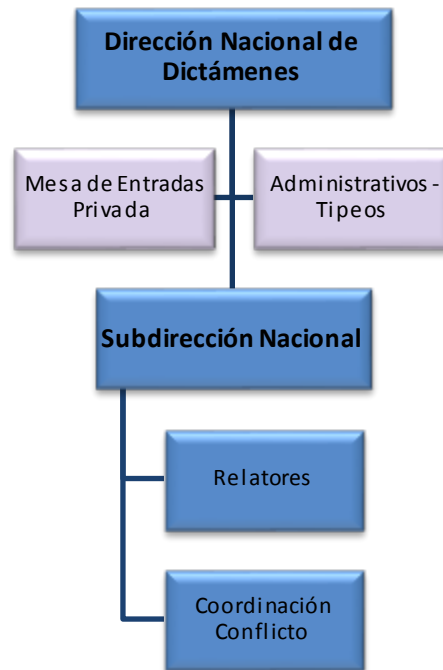 Dirección Nacional de
Dictámenes
Mesa de Entradas
Privada
Administrativos -
Tipeos
Subdirección Nacional
Relatores
Coordinación
Conflicto